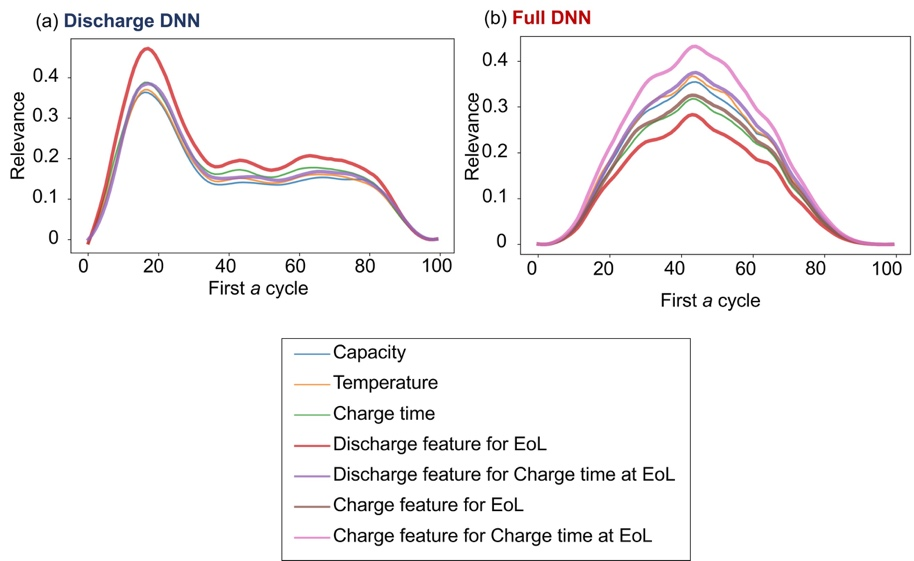 (a) Discharge DNN
Relevance
0.4
0.3
0.2
0.1
0
0 20 40 60 80 100
First a cycle
(b) Full DNN
Relevance
0.4
0.3
0.2
0.1
0
0 20 40 60 80 100
First a cycle
Capacity
Temperature
Charge time
Discharge feature for EoL
Discharge feature for Charge time at EoL
Charge feature for EoL
Charge feature for Charge time at EoL